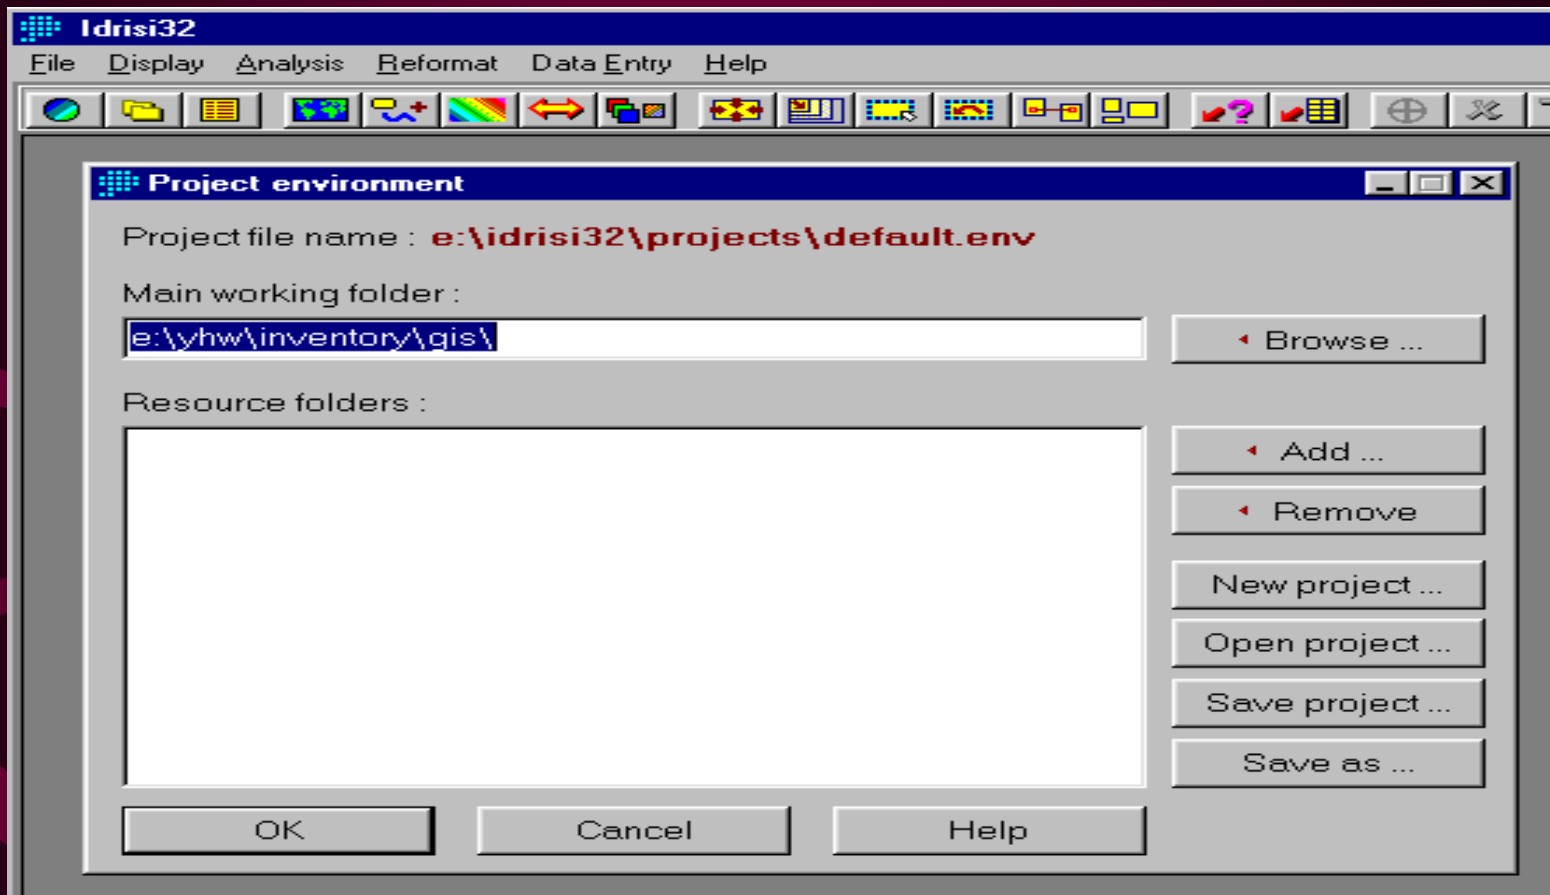 Idrisi32
File Display Analysis Reformat Data Entry Help
Project environment
Project file name : e:\idrisi32\projects\default.env
Main working folder :
e:\yhw\inventory\gis\
Browse ...
Resource folders :
Add ...
Remove
New project ...
Open project ...
Save project ...
Save as ...
OK Cancel Help